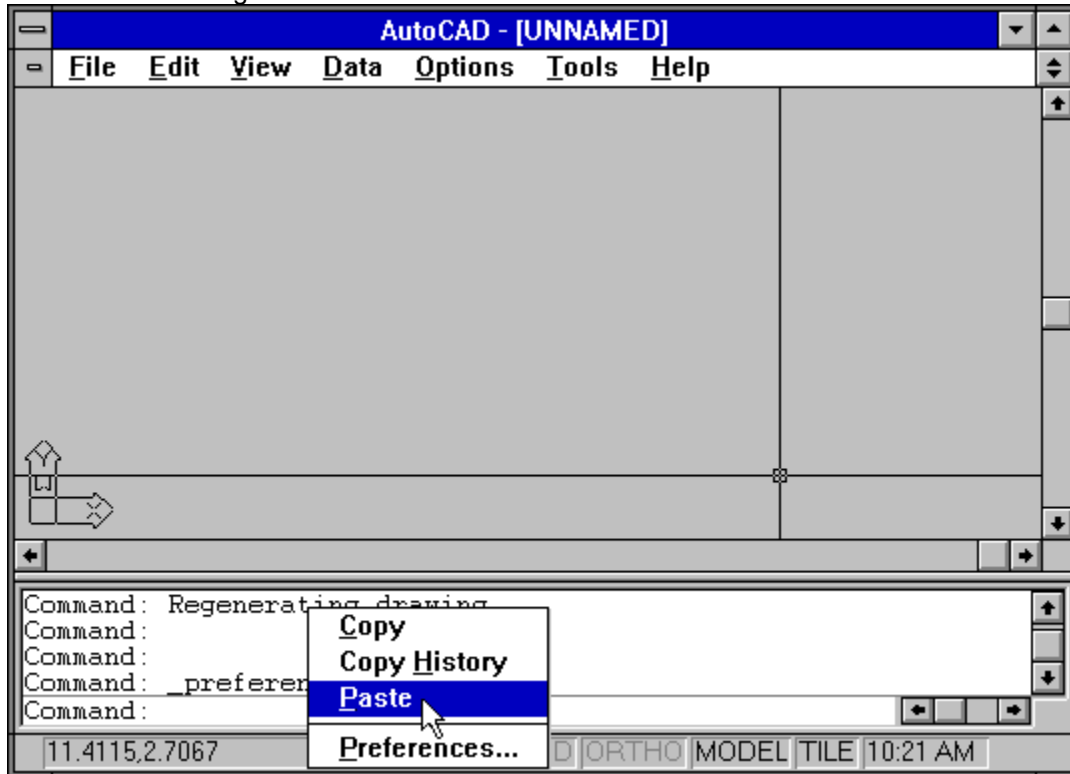 AutoCAD - [UNNAMED]
File Edit View Data Options Tools Help
Y
W
X
Command: Regenerating drawing
Command:
Command:
Command: _preferen
Command:
Copy
Copy History
Paste
Preferences...
11.4115,2.7067 D ORTHO MODEL TILE 10:21 AM